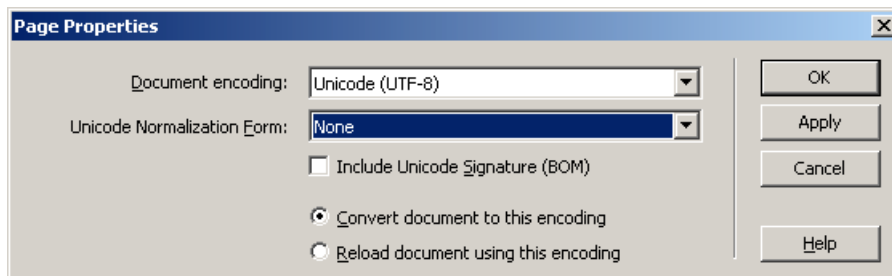 Page Properties
Document encoding: Unicode (UTF-8) OK
Unicode Normalization Form: None Apply
Include Unicode Signature (BOM) Cancel
Convert document to this encoding
Reload document using this encoding Help